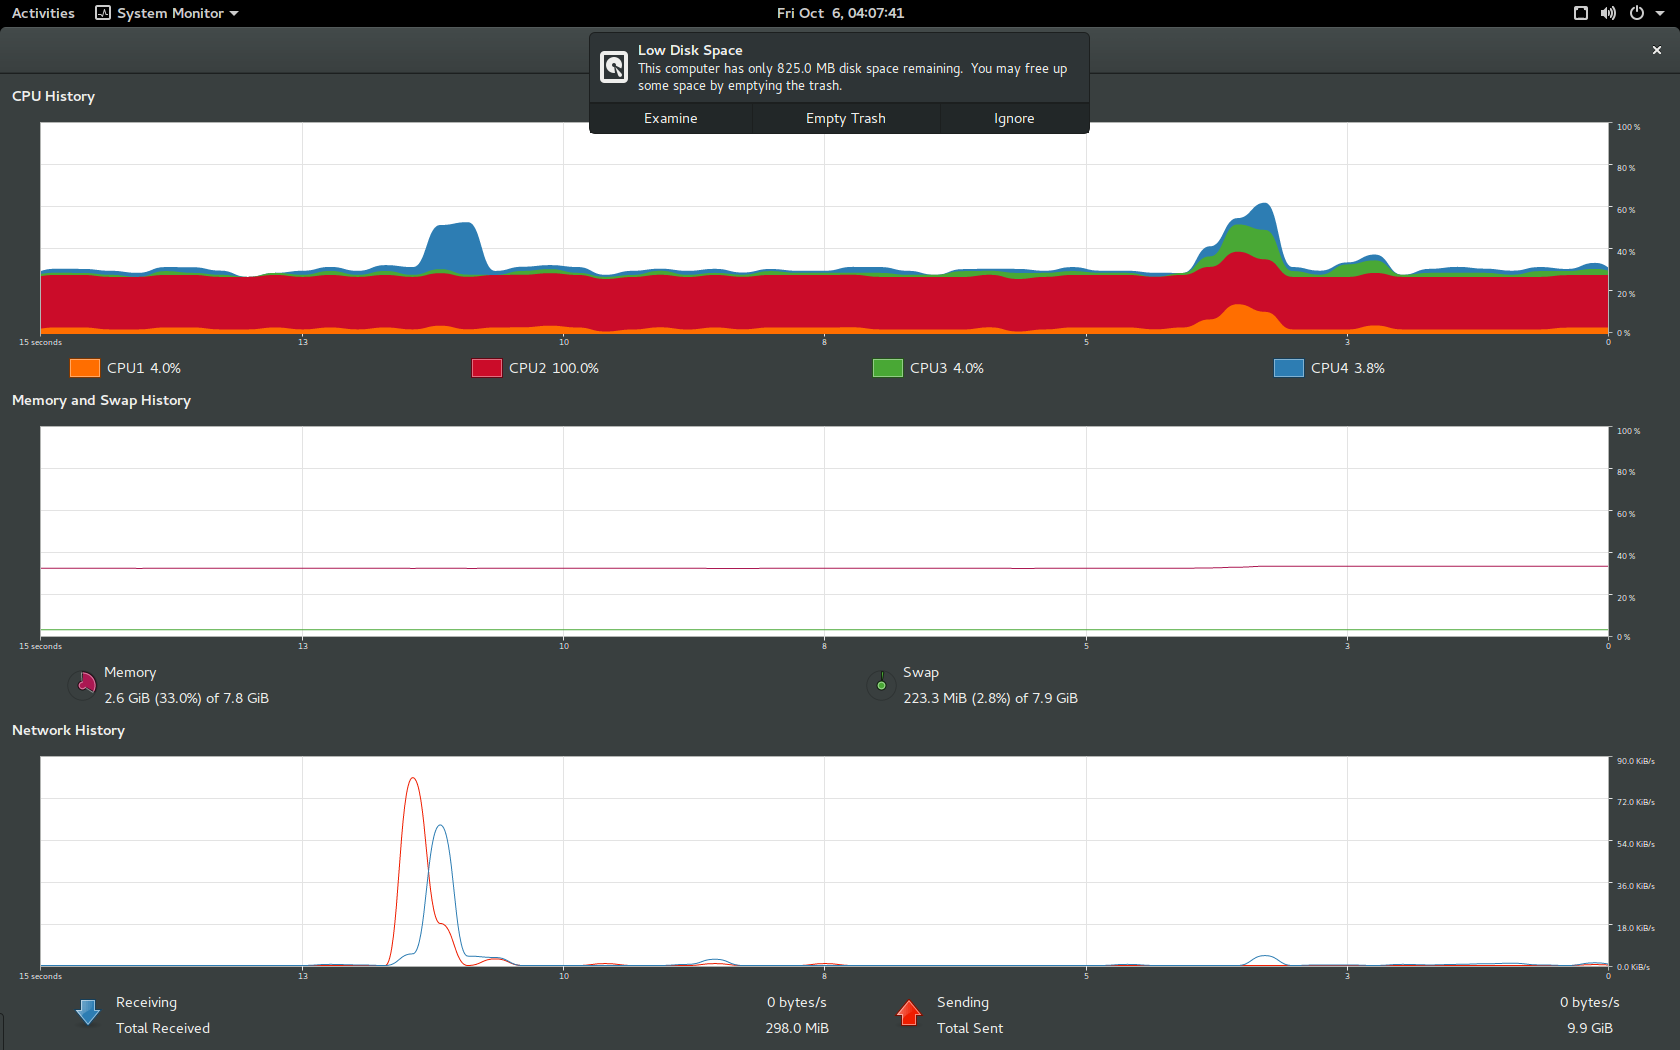 Activities System Monitor Fri Oct 6, 04:07:41
Low Disk Space
This computer has only 825.0 MB disk space remaining. You may free up
some space by emptying the trash.
Examine Empty Trash Ignore
CPU History
100 %
80 %
60 %
40 %
20 %
0 %
15 seconds 13 10 8 5 3 0
CPU1 4.0% CPU2 100.0% CPU3 4.0% CPU4 3.8%
Memory and Swap History
100 %
80 %
60 %
40 %
20 %
0 %
15 seconds 13 10 8 5 3 0
Memory Swap
2.6 GiB (33.0%) of 7.8 GiB 223.3 MiB (2.8%) of 7.9 GiB
Network History
90.0 KiB/s
72.0 KiB/s
54.0 KiB/s
36.0 KiB/s
18.0 KiB/s
0.0 KiB/s
15 seconds 13 10 8 5 3 0
Receiving 0 bytes/s Sending 0 bytes/s
Total Received 298.0 MiB Total Sent 9.9 GiB